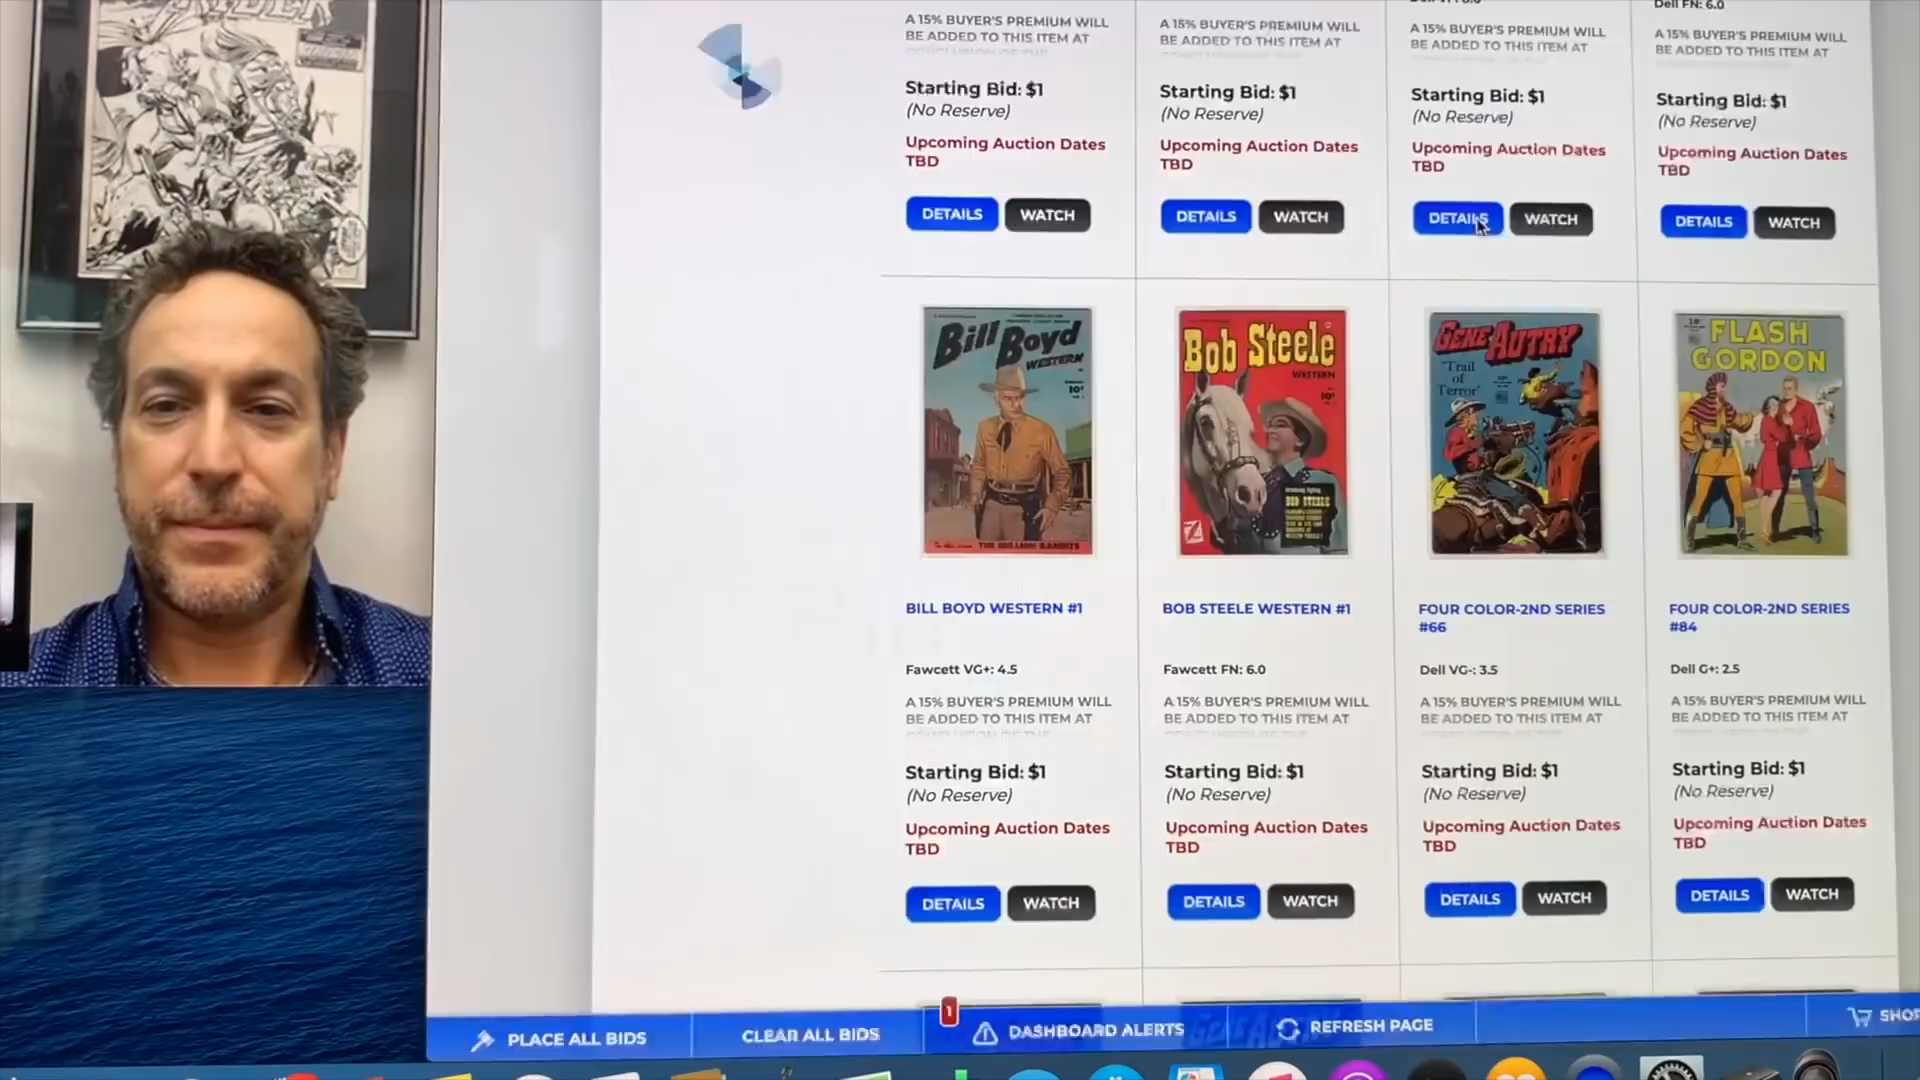 RIDER
Dell FN: 6.0
A 15% BUYER'S PREMIUM WILL
BE ADDED TO THIS ITEM AT
A 15% BUYER'S PREMIUM WILL
BE ADDED TO THIS ITEM AT
A 15% BUYER'S PREMIUM WILL
BE ADDED TO THIS ITEM AT
A 15% BUYER'S PREMIUM WILL
BE ADDED TO THIS ITEM AT
Starting Bid: $1
(No Reserve)
Starting Bid: $1
(No Reserve)
Starting Bid: $1
(No Reserve)
Starting Bid: $1
(No Reserve)
Upcoming Auction Dates
TBD
Upcoming Auction Dates
TBD
Upcoming Auction Dates
TBD
Upcoming Auction Dates
TBD
DETAILS WATCH
DETAILS WATCH
DETAILS WATCH
DETAILS WATCH
Bill Boyd
WESTERN
10¢
Bob Steele
WESTERN
10¢
BOB STEELE
GENE AUTRY
"Trail
of
Terror"
FLASH
GORDON
BILL BOYD WESTERN #1
BOB STEELE WESTERN #1
FOUR COLOR-2ND SERIES
#66
FOUR COLOR-2ND SERIES
#84
Fawcett VG+: 4.5
Fawcett FN: 6.0
Dell VG-: 3.5
Dell G+: 2.5
A 15% BUYER'S PREMIUM WILL
BE ADDED TO THIS ITEM AT
A 15% BUYER'S PREMIUM WILL
BE ADDED TO THIS ITEM AT
A 15% BUYER'S PREMIUM WILL
BE ADDED TO THIS ITEM AT
A 15% BUYER'S PREMIUM WILL
BE ADDED TO THIS ITEM AT
Starting Bid: $1
(No Reserve)
Starting Bid: $1
(No Reserve)
Starting Bid: $1
(No Reserve)
Starting Bid: $1
(No Reserve)
Upcoming Auction Dates
TBD
Upcoming Auction Dates
TBD
Upcoming Auction Dates
TBD
Upcoming Auction Dates
TBD
DETAILS WATCH
DETAILS WATCH
DETAILS WATCH
DETAILS WATCH
PLACE ALL BIDS
CLEAR ALL BIDS
1
DASHBOARD ALERTS
REFRESH PAGE
SHOP